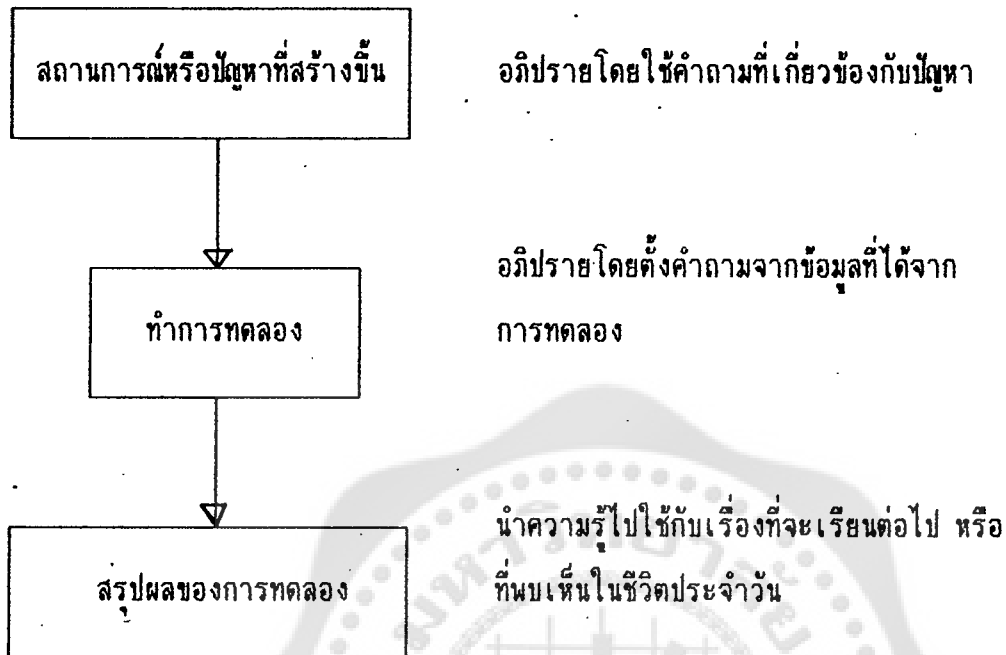 สถานการณ์หรือปัญหาที่สร้างขึ้น
อภิปรายโดยใช้คำถามที่เกี่ยวข้องกับปัญหา
อภิปรายโดยตั้งคำถามจากข้อมูลที่ได้จาก
ทำการทดลอง
การทดลอง
นำความรู้ไปใช้กับเรื่องที่จะเรียนต่อไป หรือ
สรุปผลของการทดลอง
ที่พบเห็นในชีวิตประจำวัน